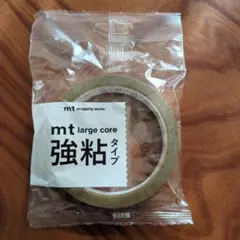 mt wrapping series
mt large core
強粘タイプ